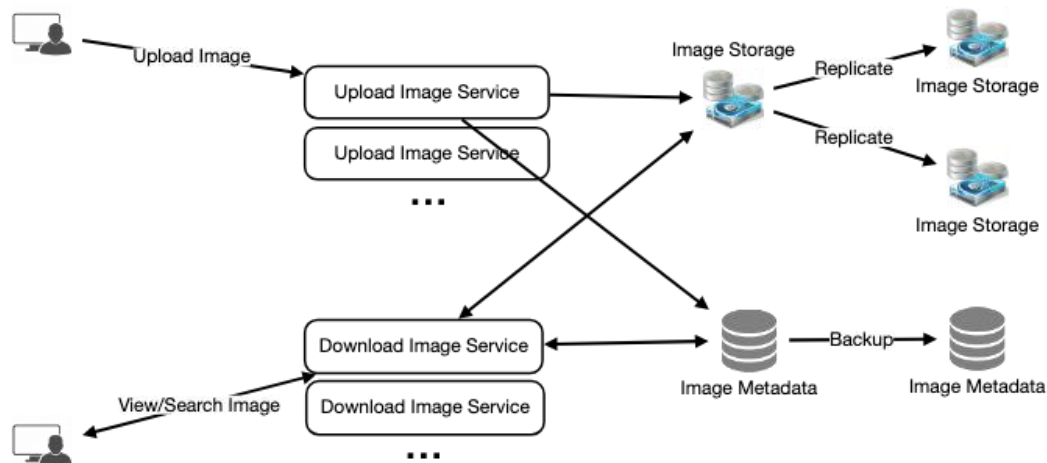 Upload Image
Upload Image Service
Upload Image Service
...
Image Storage
Replicate
Image Storage
Replicate
Image Storage
Download Image Service
Download Image Service
...
View/Search Image
Image Metadata
Backup
Image Metadata